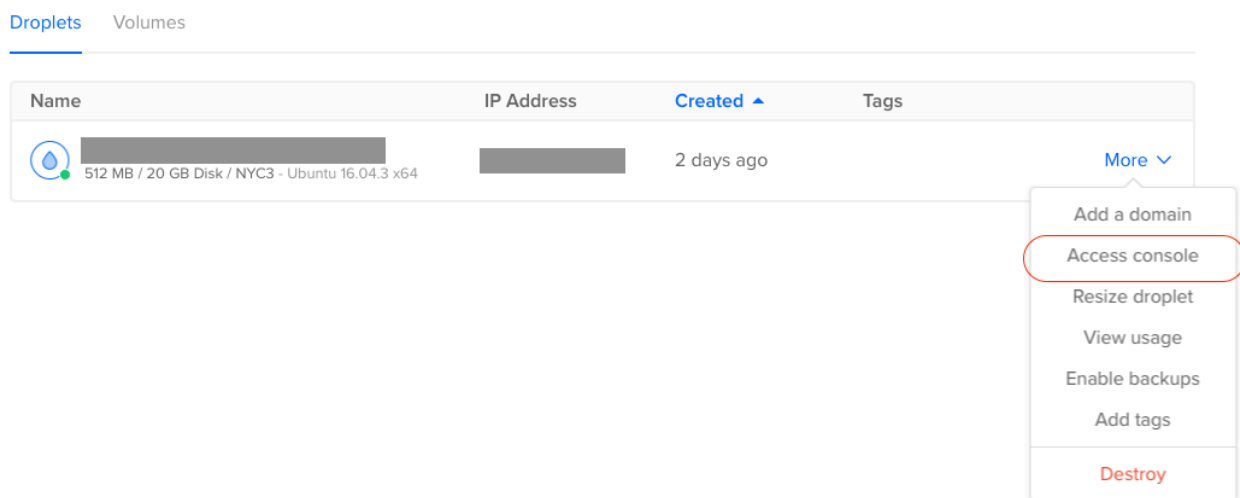 Droplets Volumes
Name IP Address Created Tags
512 MB / 20 GB Disk / NYC3 - Ubuntu 16.04.3 x64 2 days ago More
Add a domain
Access console
Resize droplet
View usage
Enable backups
Add tags
Destroy